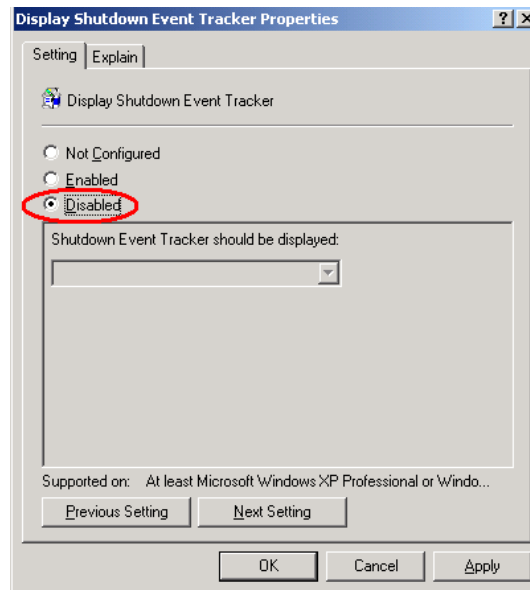 Display Shutdown Event Tracker Properties
Setting
Explain
Display Shutdown Event Tracker
Not Configured
Enabled
Disabled
Shutdown Event Tracker should be displayed:
Supported on: At least Microsoft Windows XP Professional or Windo...
Previous Setting
Next Setting
OK
Cancel
Apply